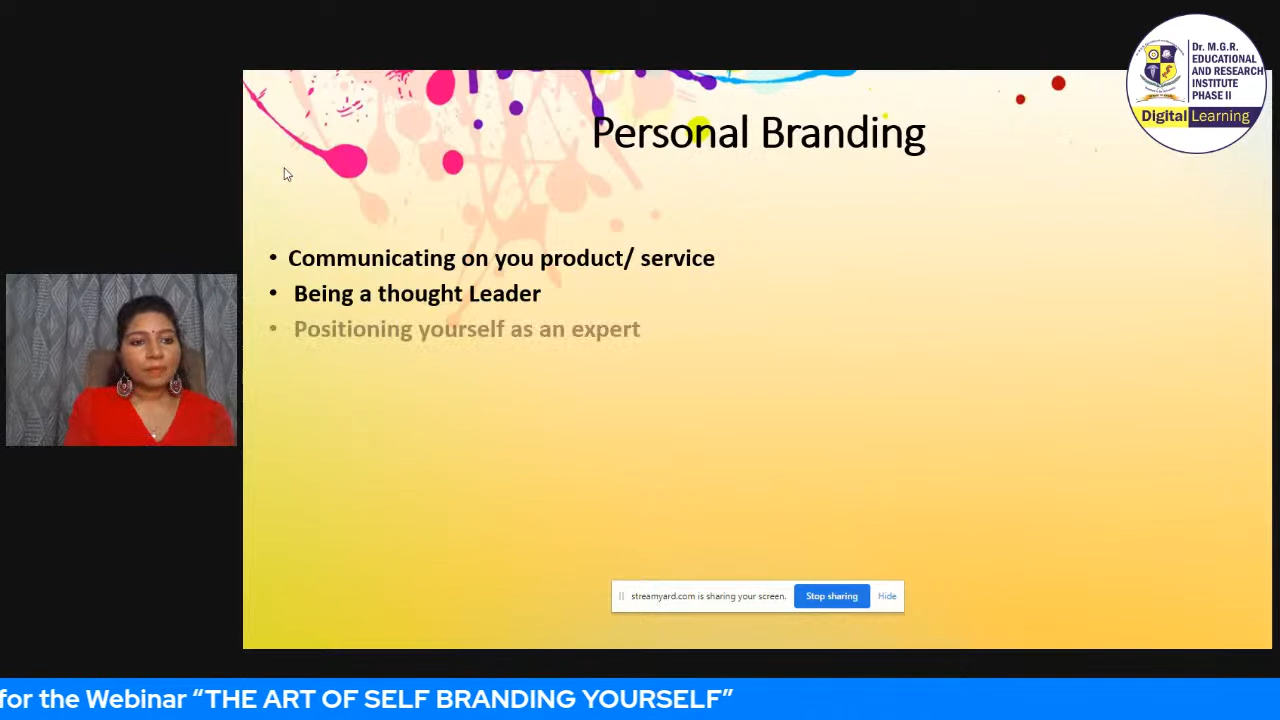 Dr. M.G.R.
EDUCATIONAL
AND RESEARCH
INSTITUTE
PHASE II
Digital Learning
Personal Branding
• Communicating on you product/ service
• Being a thought Leader
• Positioning yourself as an expert
streamyard.com is sharing your screen.
Stop sharing
Hide
for the Webinar “THE ART OF SELF BRANDING YOURSELF”